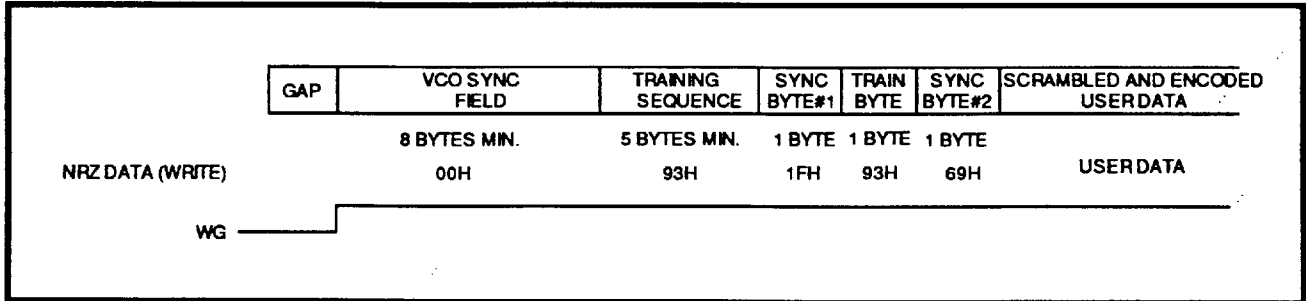 GAP VCO SYNC FIELD TRAINING SEQUENCE SYNC BYTE#1 TRAIN BYTE SYNC BYTE#2 SCRAMBLED AND ENCODED USER DATA
8 BYTES MIN. 5 BYTES MIN. 1 BYTE 1 BYTE 1 BYTE
NRZ DATA (WRITE) 00H 93H 1FH 93H 69H USER DATA
WG